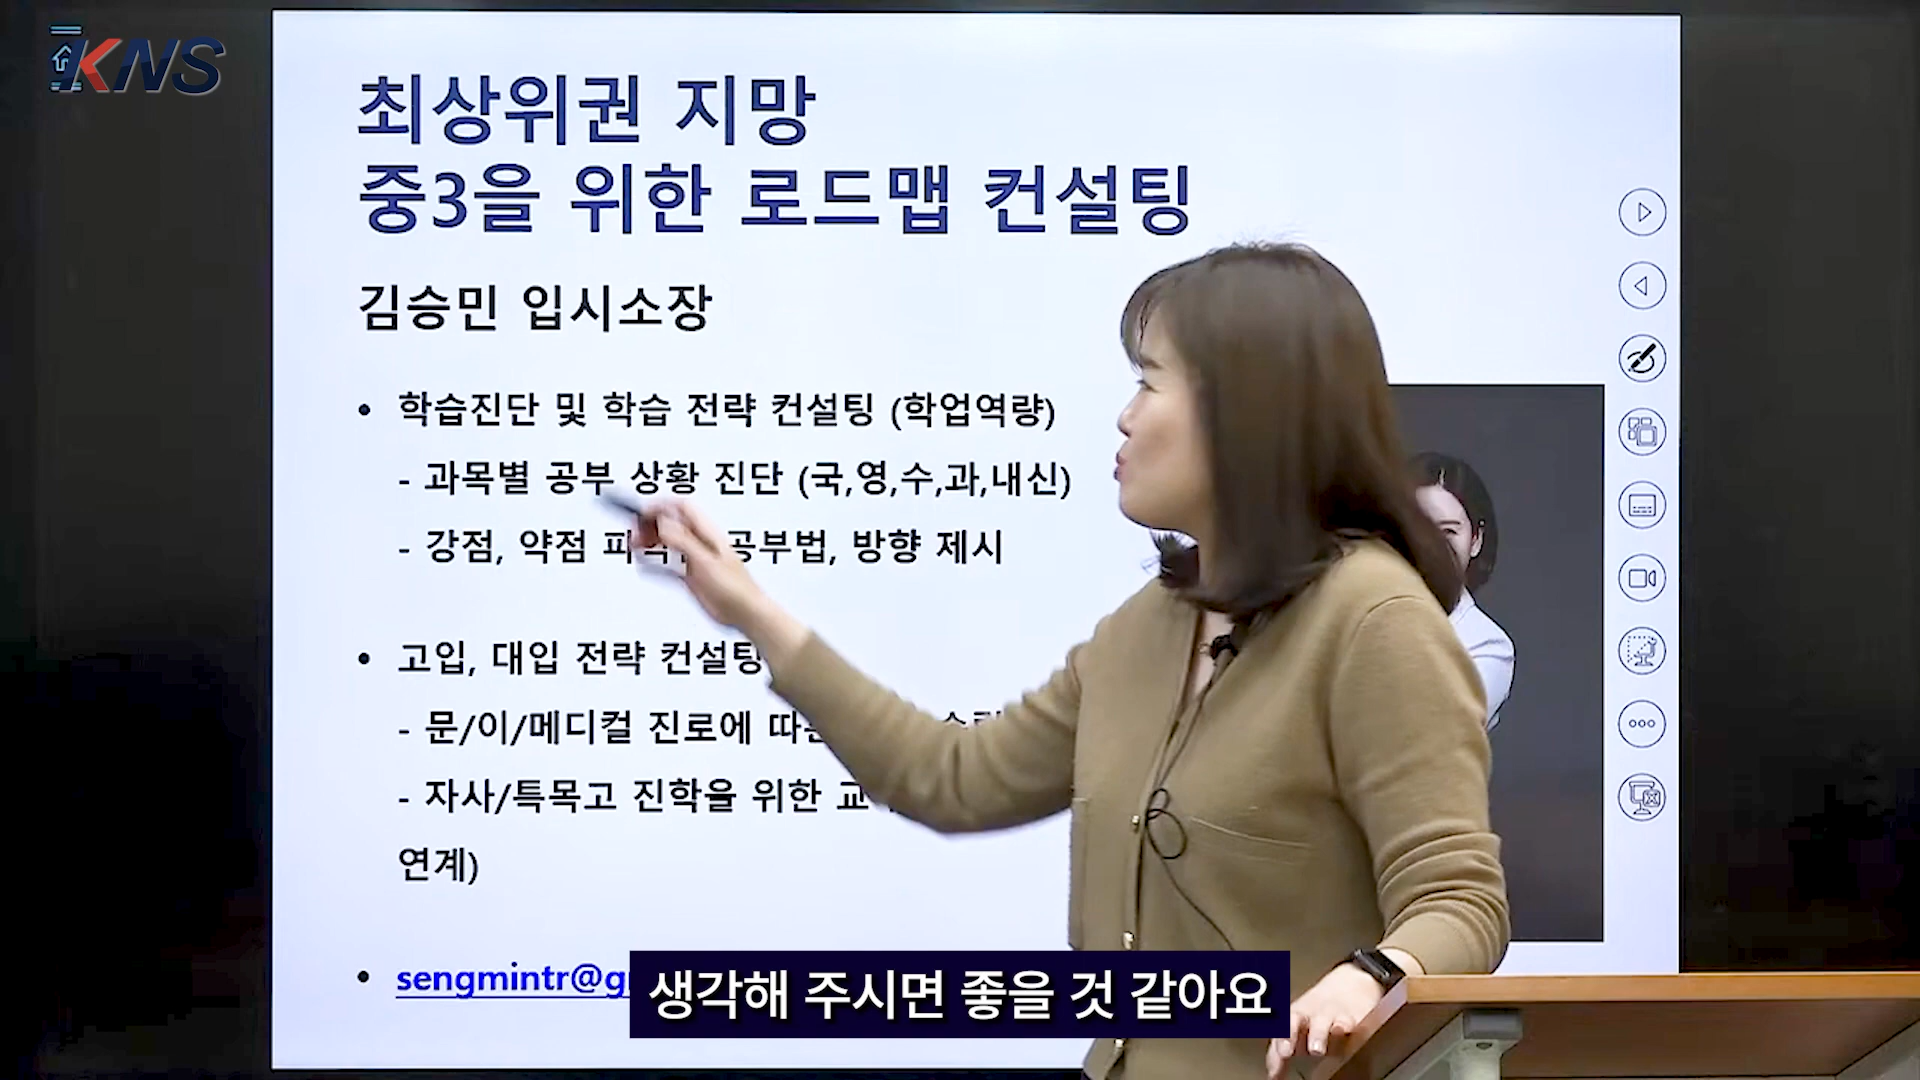 KNS
최상위권 지망
중3을 위한 로드맵 컨설팅
김승민 입시소장
• 학습진단 및 학습 전략 컨설팅 (학업역량)
- 과목별 공부 상황 진단 (국,영,수,과,내신)
- 강점, 약점 공부법, 방향 제시
• 고입, 대입 전략 컨설팅
- 문/이/메디컬 진로에
- 자사/특목고 진학을 위한
연계)
• sengmintr@g
생각해 주시면 좋을 것 같아요